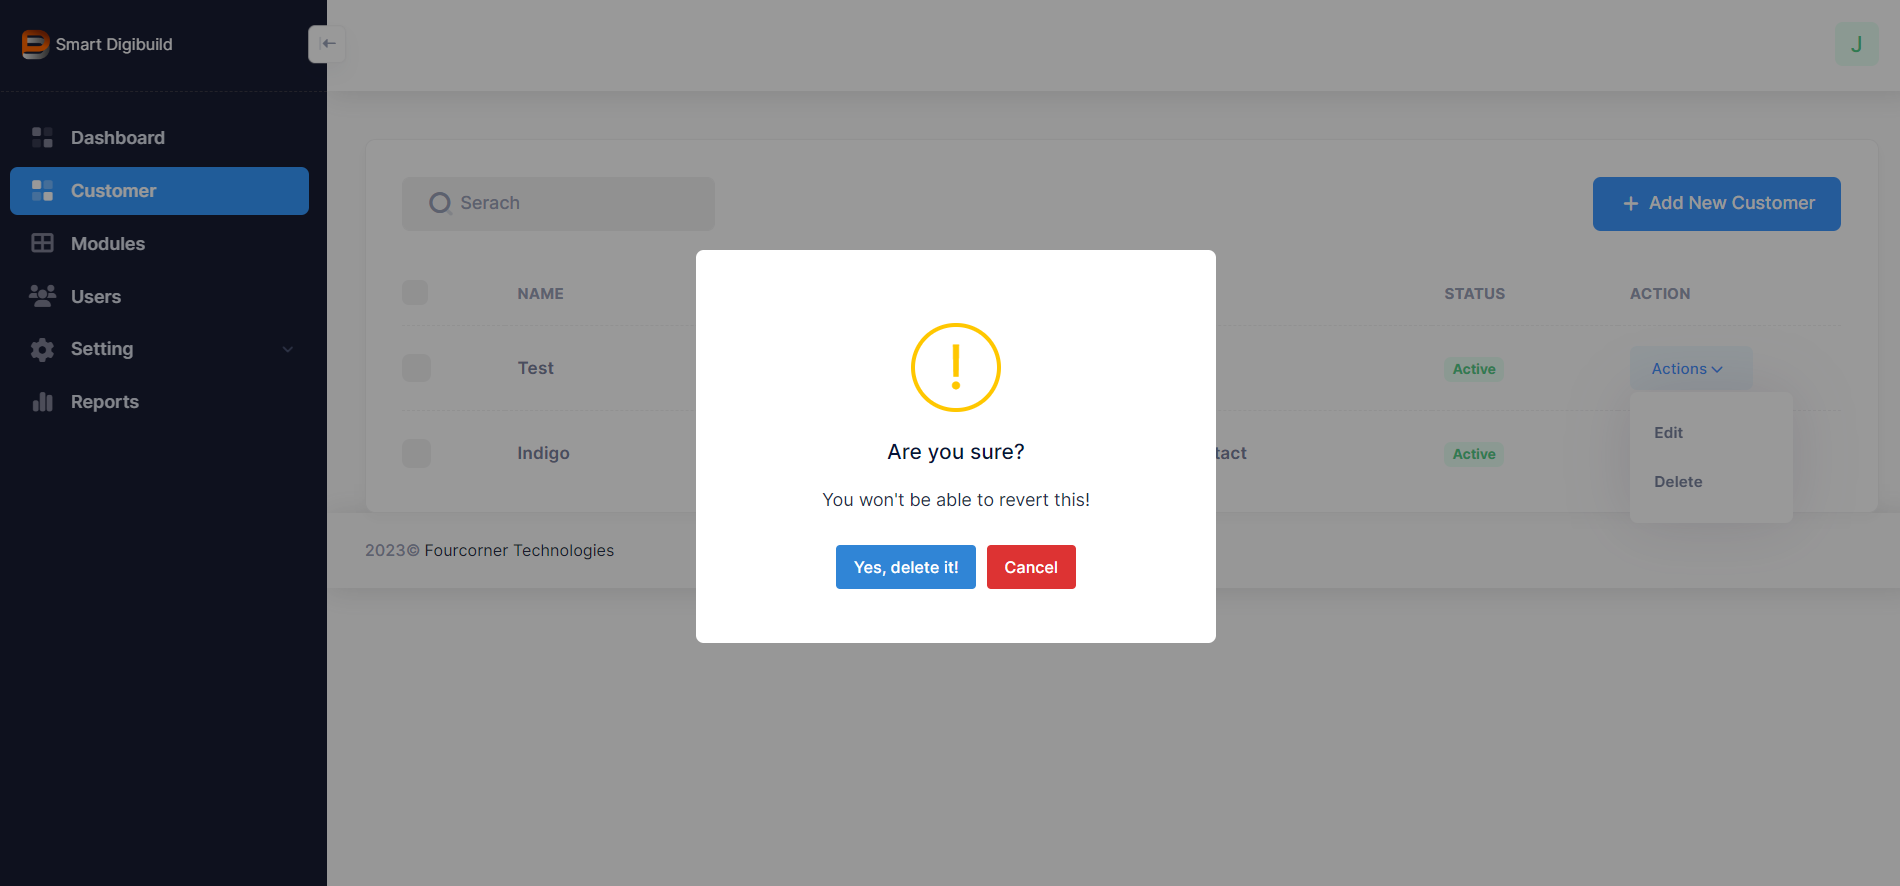 Smart Digibuild
J
Dashboard
Customer
Modules
Users
Setting
Reports
Serach
+ Add New Customer
NAME STATUS ACTION
Test Active Actions
Indigo tact Active
Edit
Delete
!
Are you sure?
You won't be able to revert this!
Yes, delete it! Cancel
2023© Fourcorner Technologies